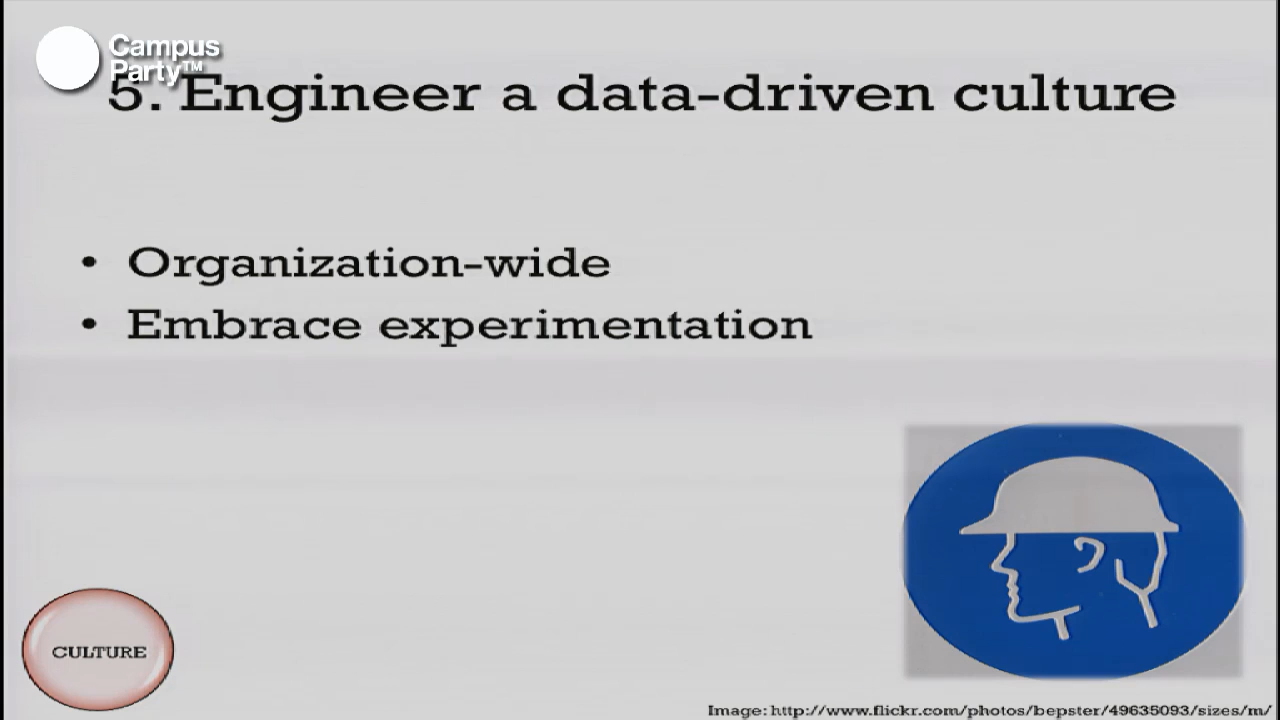 Campus
Party™
5. Engineer a data-driven culture
• Organization-wide
• Embrace experimentation
CULTURE
Image: http://www.flickr.com/photos/bepster/49635093/sizes/m/